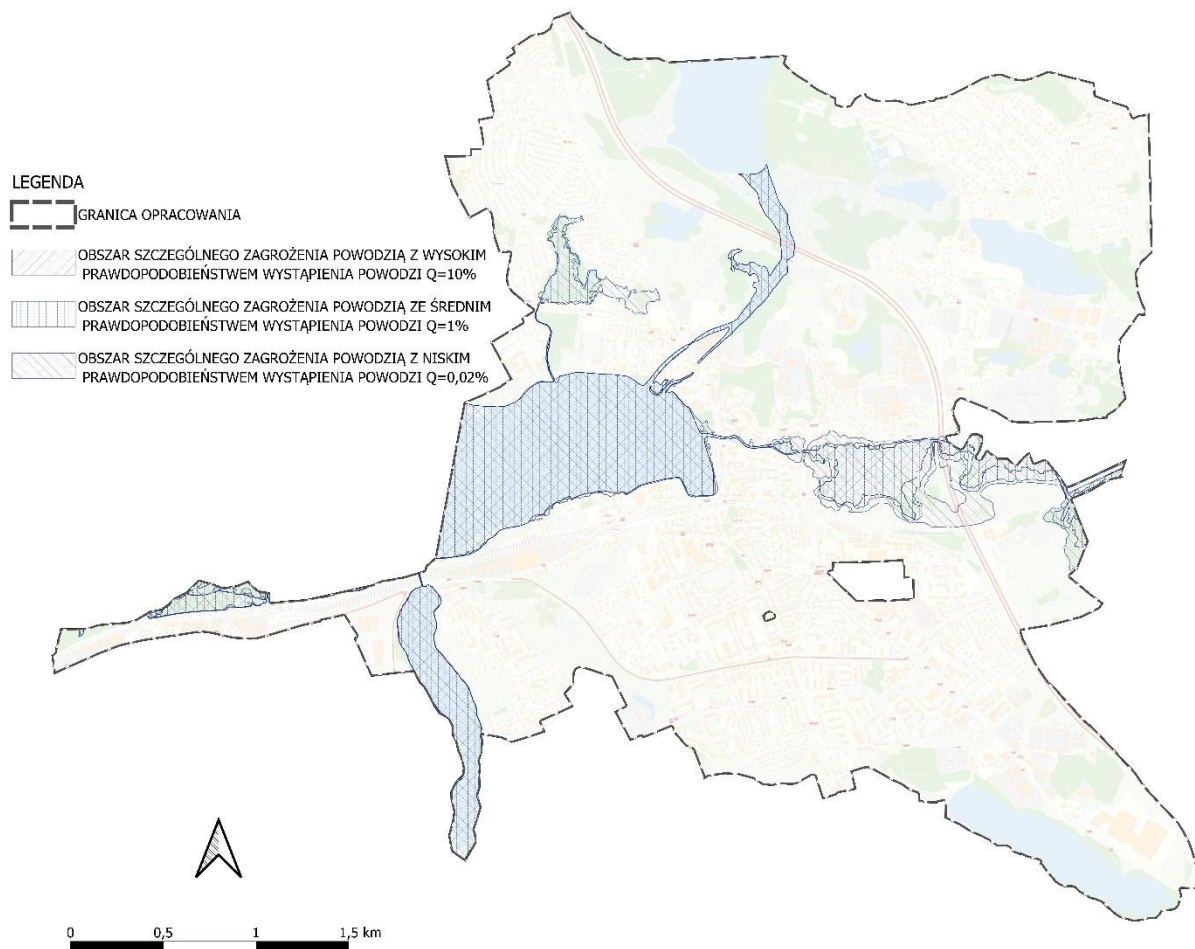 LEGENDA
GRANICA OPRACOWANIA
OBSZAR SZCZEGÓLNEGO ZAGROŻENIA POWODZIĄ Z WYSOKIM
PRAWDOPODOBIEŃSTWEM WYSTĄPIENIA POWODZI Q=10%
OBSZAR SZCZEGÓLNEGO ZAGROŻENIA POWODZIĄ ZE ŚREDNIM
PRAWDOPODOBIEŃSTWEM WYSTĄPIENIA POWODZI Q=1%
OBSZAR SZCZEGÓLNEGO ZAGROŻENIA POWODZIĄ Z NISKIM
PRAWDOPODOBIEŃSTWEM WYSTĄPIENIA POWODZI Q=0,02%
0 0,5 1 1,5 km